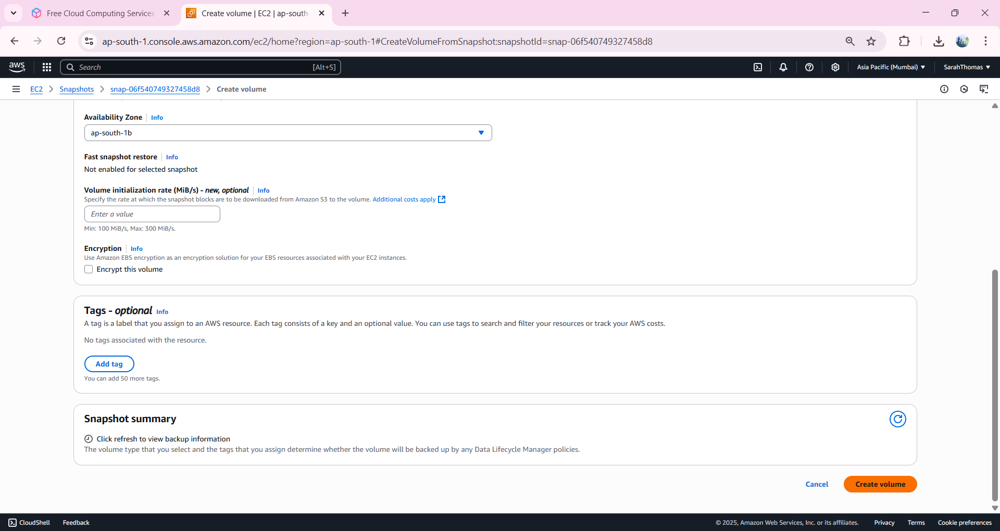 Free Cloud Computing Services
Create volume | EC2 | ap-south-
ap-south-1.console.aws.amazon.com/ec2/home?region=ap-south-1#CreateVolumeFromSnapshot:snapshotId=snap-06f540749327458d8
aws
Search [Alt+S]
Asia Pacific (Mumbai)
SarahThomas
EC2 > Snapshots > snap-06f540749327458d8 > Create volume
Availability Zone | Info
ap-south-1b
Fast snapshot restore | Info
Not enabled for selected snapshot
Volume initialization rate (MiB/s) - new, optional | Info
Specify the rate at which the snapshot blocks are to be downloaded from Amazon S3 to the volume. Additional costs apply
Enter a value
Min: 100 MiB/s, Max: 300 MiB/s.
Encryption | Info
Use Amazon EBS encryption as an encryption solution for your EBS resources associated with your EC2 instances.
Encrypt this volume
Tags - optional Info
A tag is a label that you assign to an AWS resource. Each tag consists of a key and an optional value. You can use tags to search and filter your resources or track your AWS costs.
No tags associated with the resource.
Add tag
You can add 50 more tags.
Snapshot summary
Click refresh to view backup information
The volume type that you select and the tags that you assign determine whether the volume will be backed up by any Data Lifecycle Manager policies.
Cancel
Create volume
CloudShell
Feedback
© 2025, Amazon Web Services, Inc. or its affiliates.
Privacy
Terms
Cookie preferences